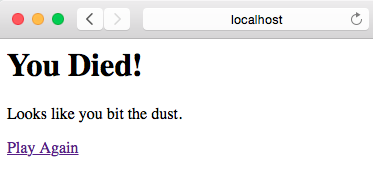 localhost
You Died!
Looks like you bit the dust.
Play Again